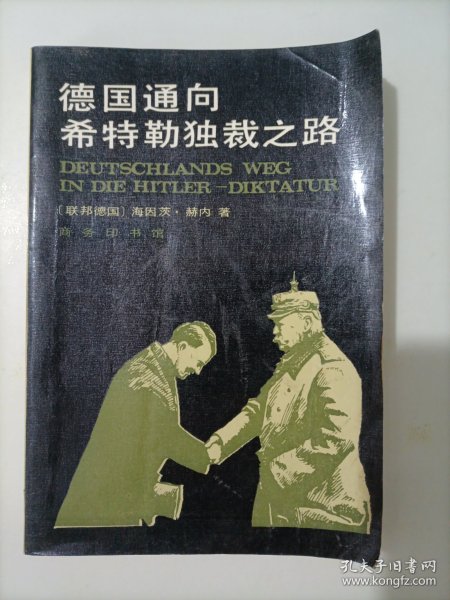 德国通向
希特勒独裁之路
DEUTSCHLANDS WEG
IN DIE HITLER-DIKTATUR
〔联邦德国〕海因茨·赫内 著
商务印书馆
孔夫子旧书网
www.kongfz.com